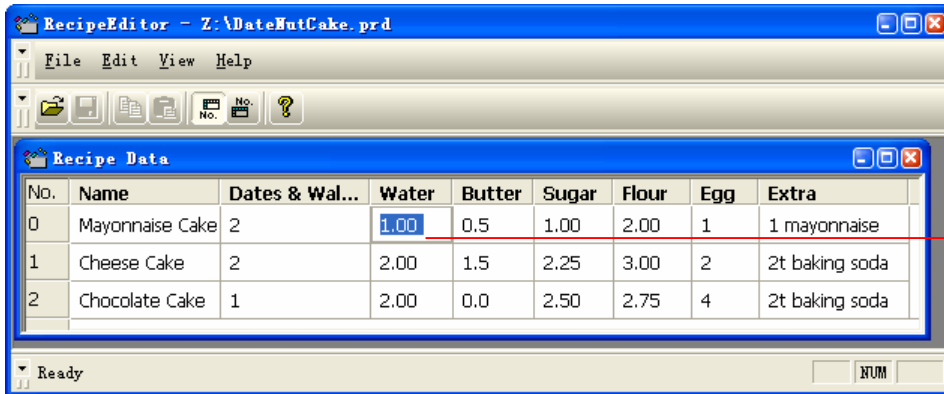 RecipeEditor - Z:\DateNutCake.prd
File Edit View Help
No. No. ?
Recipe Data
No. Name Dates & Wal... Water Butter Sugar Flour Egg Extra
0 Mayonnaise Cake 2 1.00 0.5 1.00 2.00 1 1 mayonnaise
1 Cheese Cake 2 2.00 1.5 2.25 3.00 2 2t baking soda
2 Chocolate Cake 1 2.00 0.0 2.50 2.75 4 2t baking soda
Ready NUM